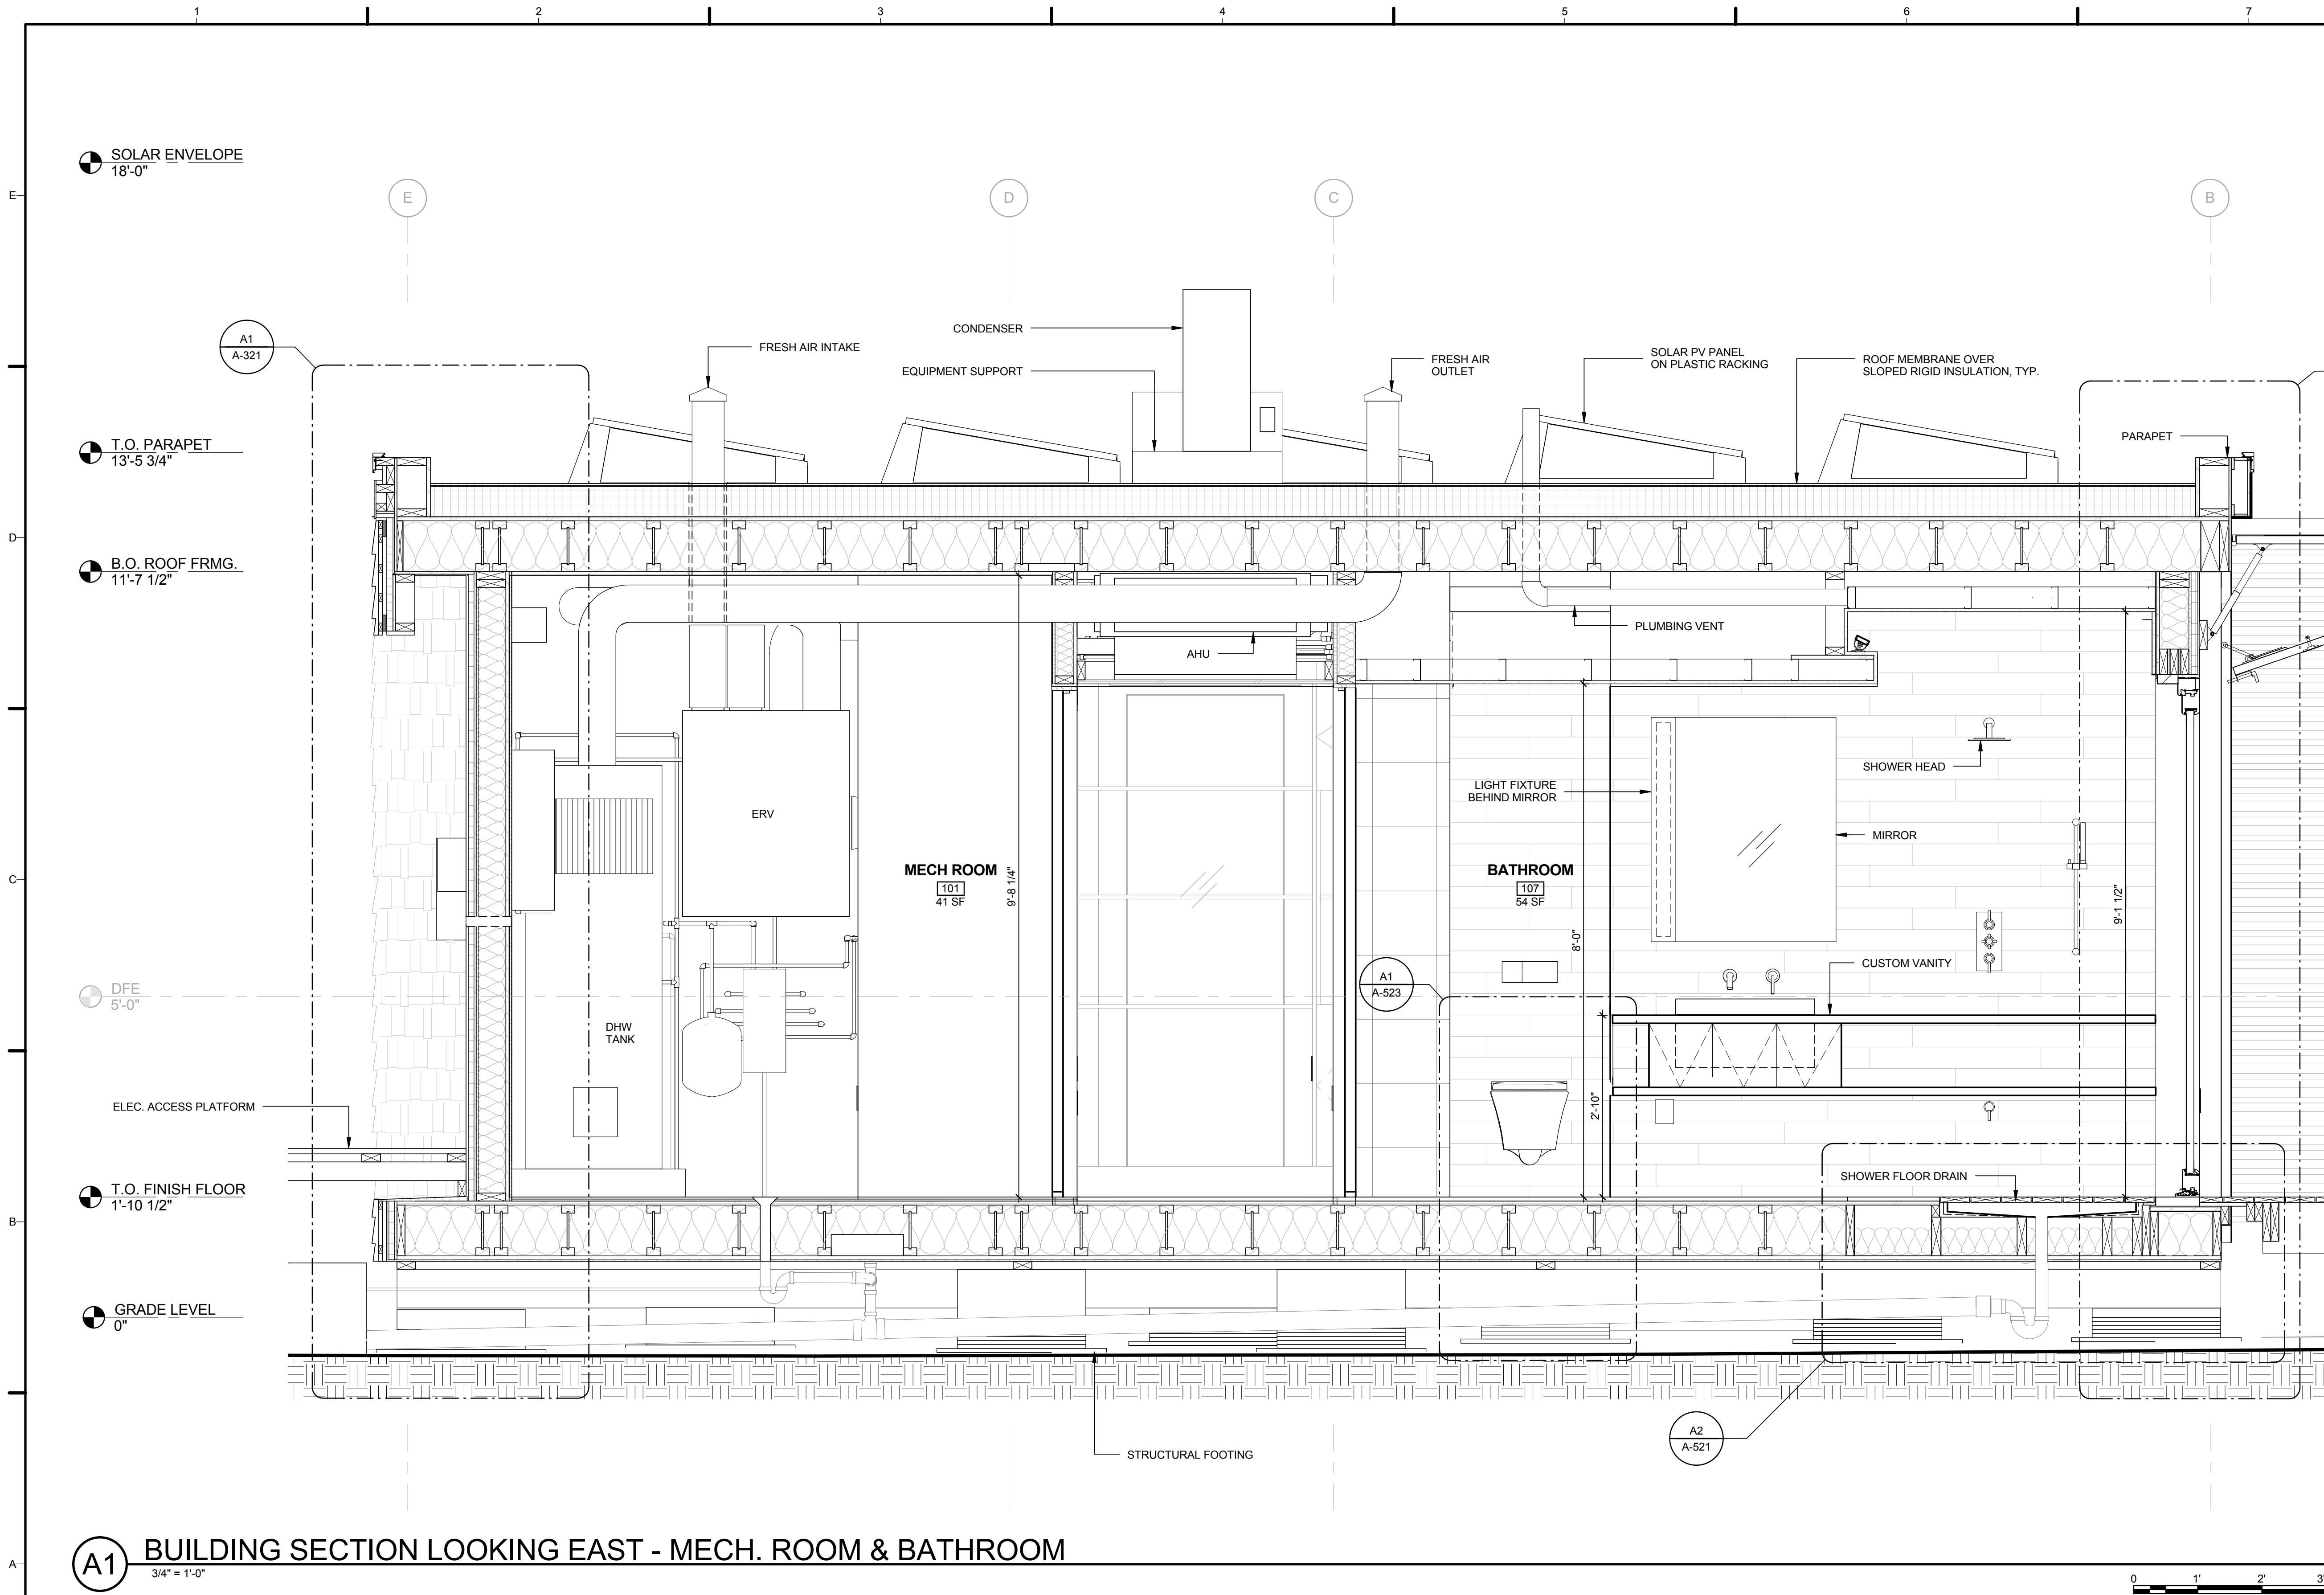 1 2 3 4 5 6 7
SOLAR ENVELOPE
18'-0"
E
E D C B
A1
A-321
FRESH AIR INTAKE
CONDENSER
EQUIPMENT SUPPORT
FRESH AIR
OUTLET
SOLAR PV PANEL
ON PLASTIC RACKING
ROOF MEMBRANE OVER
SLOPED RIGID INSULATION, TYP.
PARAPET
T.O. PARAPET
13'-5 3/4"
D
B.O. ROOF FRMG.
11'-7 1/2"
PLUMBING VENT
AHU
SHOWER HEAD
LIGHT FIXTURE
BEHIND MIRROR
ERV
MIRROR
C
MECH ROOM
101
41 SF
9'-8 1/4"
BATHROOM
107
54 SF
8'-0"
9'-1 1/2"
CUSTOM VANITY
A1
A-523
DFE
5'-0"
DHW
TANK
ELEC. ACCESS PLATFORM
2'-10"
SHOWER FLOOR DRAIN
T.O. FINISH FLOOR
1'-10 1/2"
B
GRADE LEVEL
0"
A2
A-521
STRUCTURAL FOOTING
A
A1
BUILDING SECTION LOOKING EAST - MECH. ROOM & BATHROOM
3/4" = 1'-0"
0 1' 2' 3